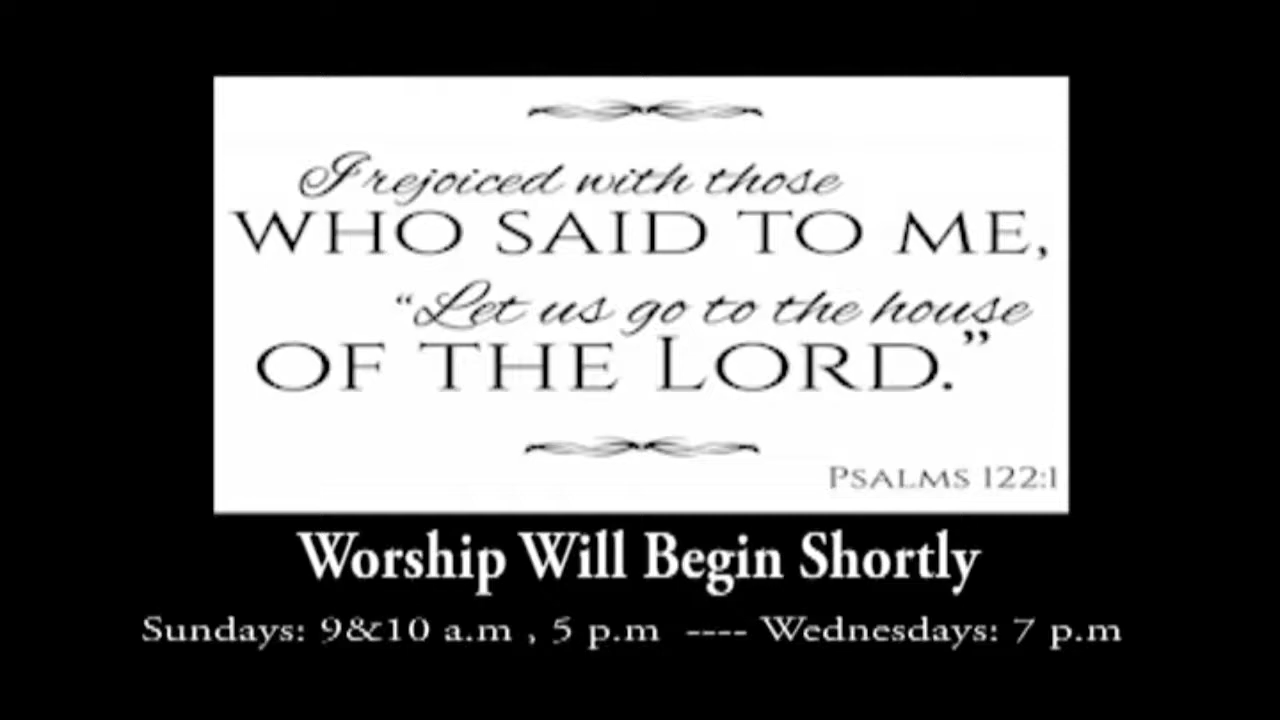 I rejoiced with those
WHO SAID TO ME,
“Let us go to the house
OF THE LORD.”
PSALMS 122:1
Worship Will Begin Shortly
Sundays: 9&10 a.m , 5 p.m ---- Wednesdays: 7 p.m